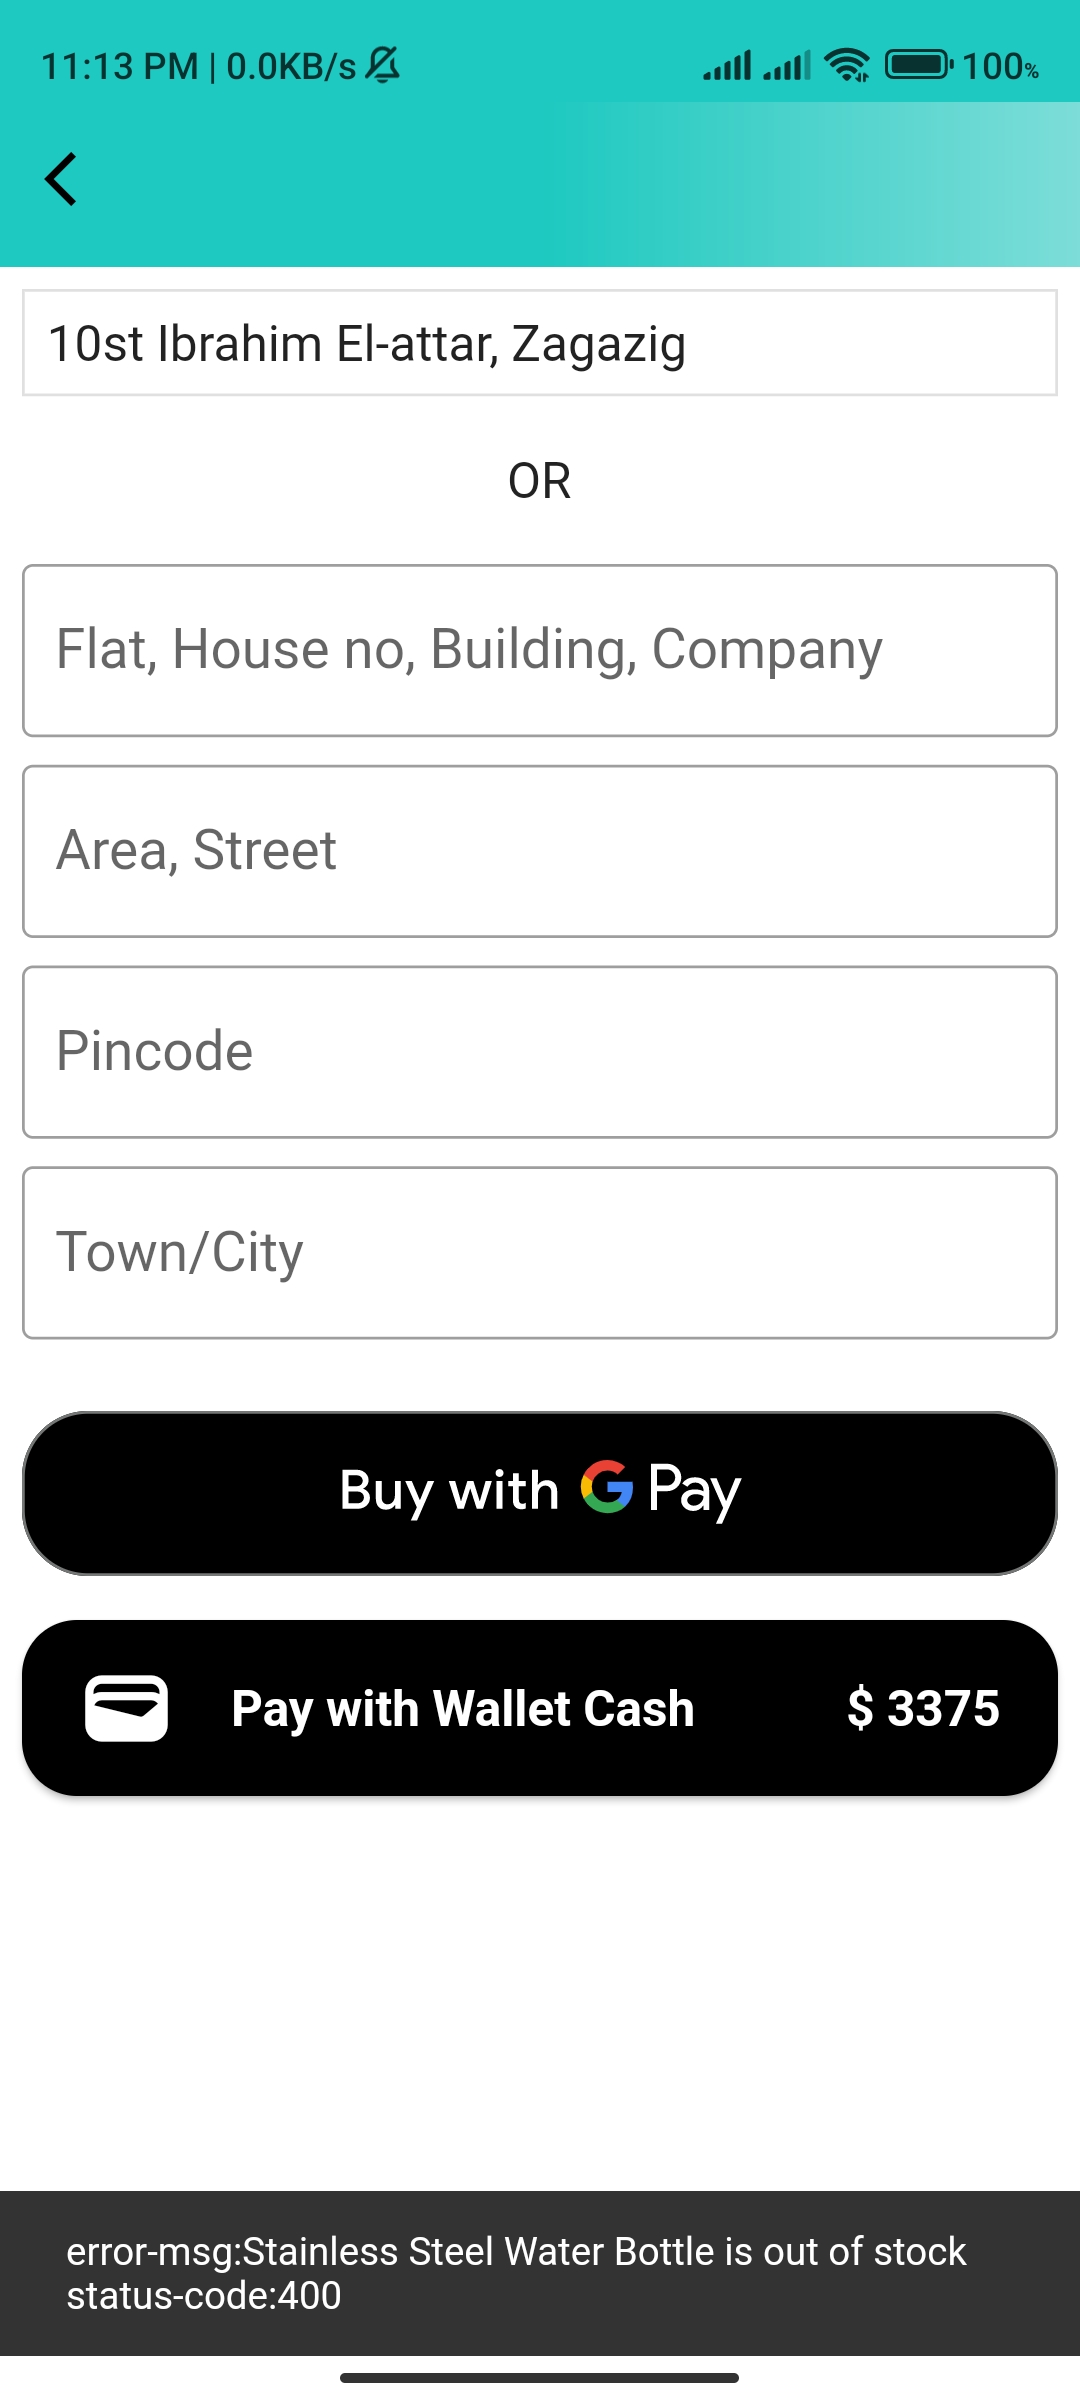 11:13 PM | 0.0KB/s 100%
10st Ibrahim El-attar, Zagazig
OR
Flat, House no, Building, Company
Area, Street
Pincode
Town/City
Buy with G Pay
Pay with Wallet Cash $ 3375
error-msg:Stainless Steel Water Bottle is out of stock
status-code:400